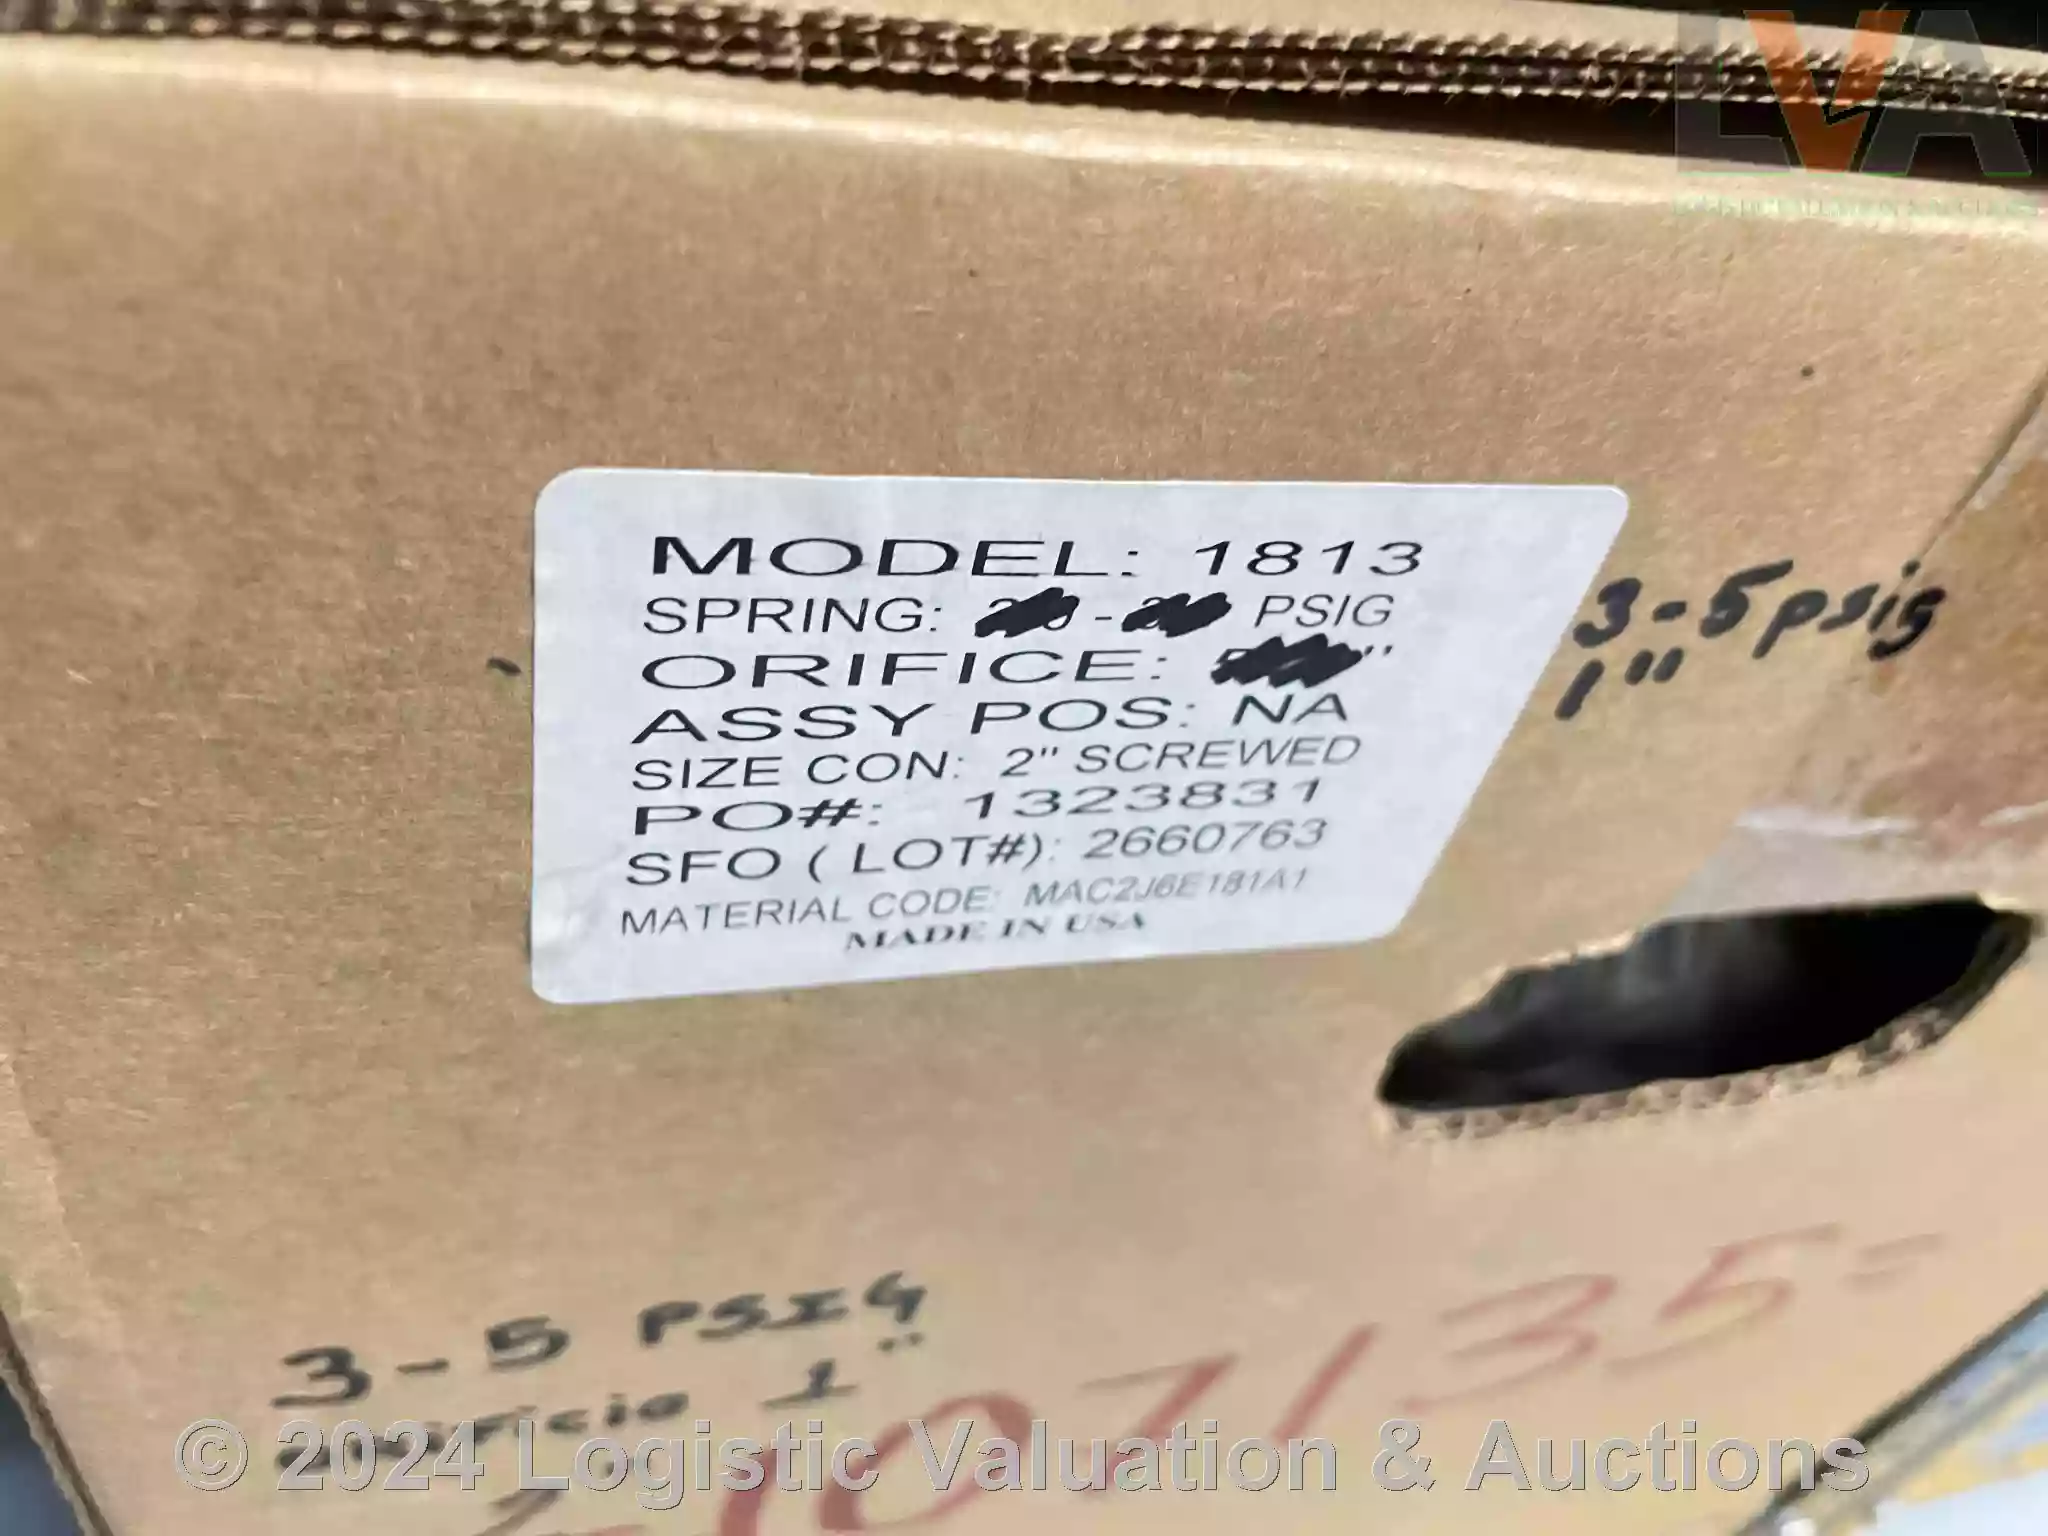 LVA
MODEL: 1813
SPRING: - PSIG
ORIFICE: "
ASSY POS: NA
SIZE CON: 2" SCREWED
PO#: 1323831
SFO ( LOT#): 2660763
MATERIAL CODE: MAC2J6E181A1
MADE IN USA
3-5 psig
1"
3-5 PSIG
1"
© 2024 Logistic Valuation & Auctions